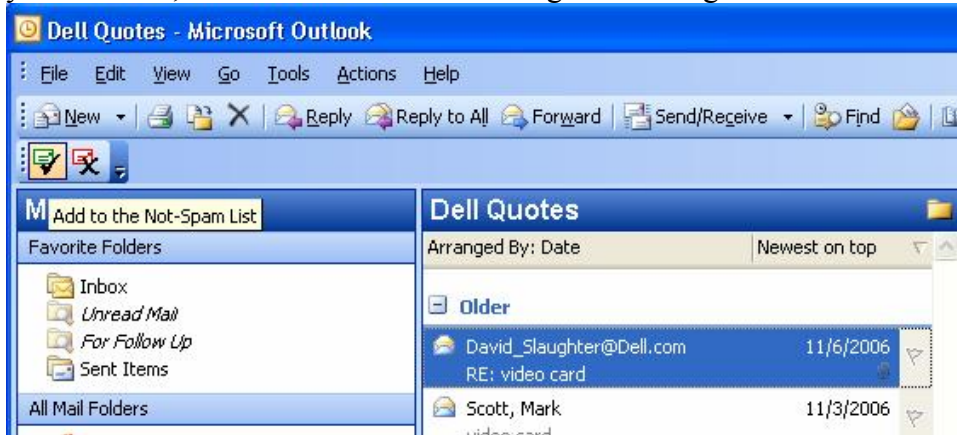 Dell Quotes - Microsoft Outlook
File Edit View Go Tools Actions Help
New Reply Reply to All Forward Send/Receive Find
M
Add to the Not-Spam List
Favorite Folders
Inbox
Unread Mail
For Follow Up
Sent Items
All Mail Folders
Dell Quotes
Arranged By: Date Newest on top
Older
David_Slaughter@Dell.com 11/6/2006
RE: video card
Scott, Mark 11/3/2006
video card